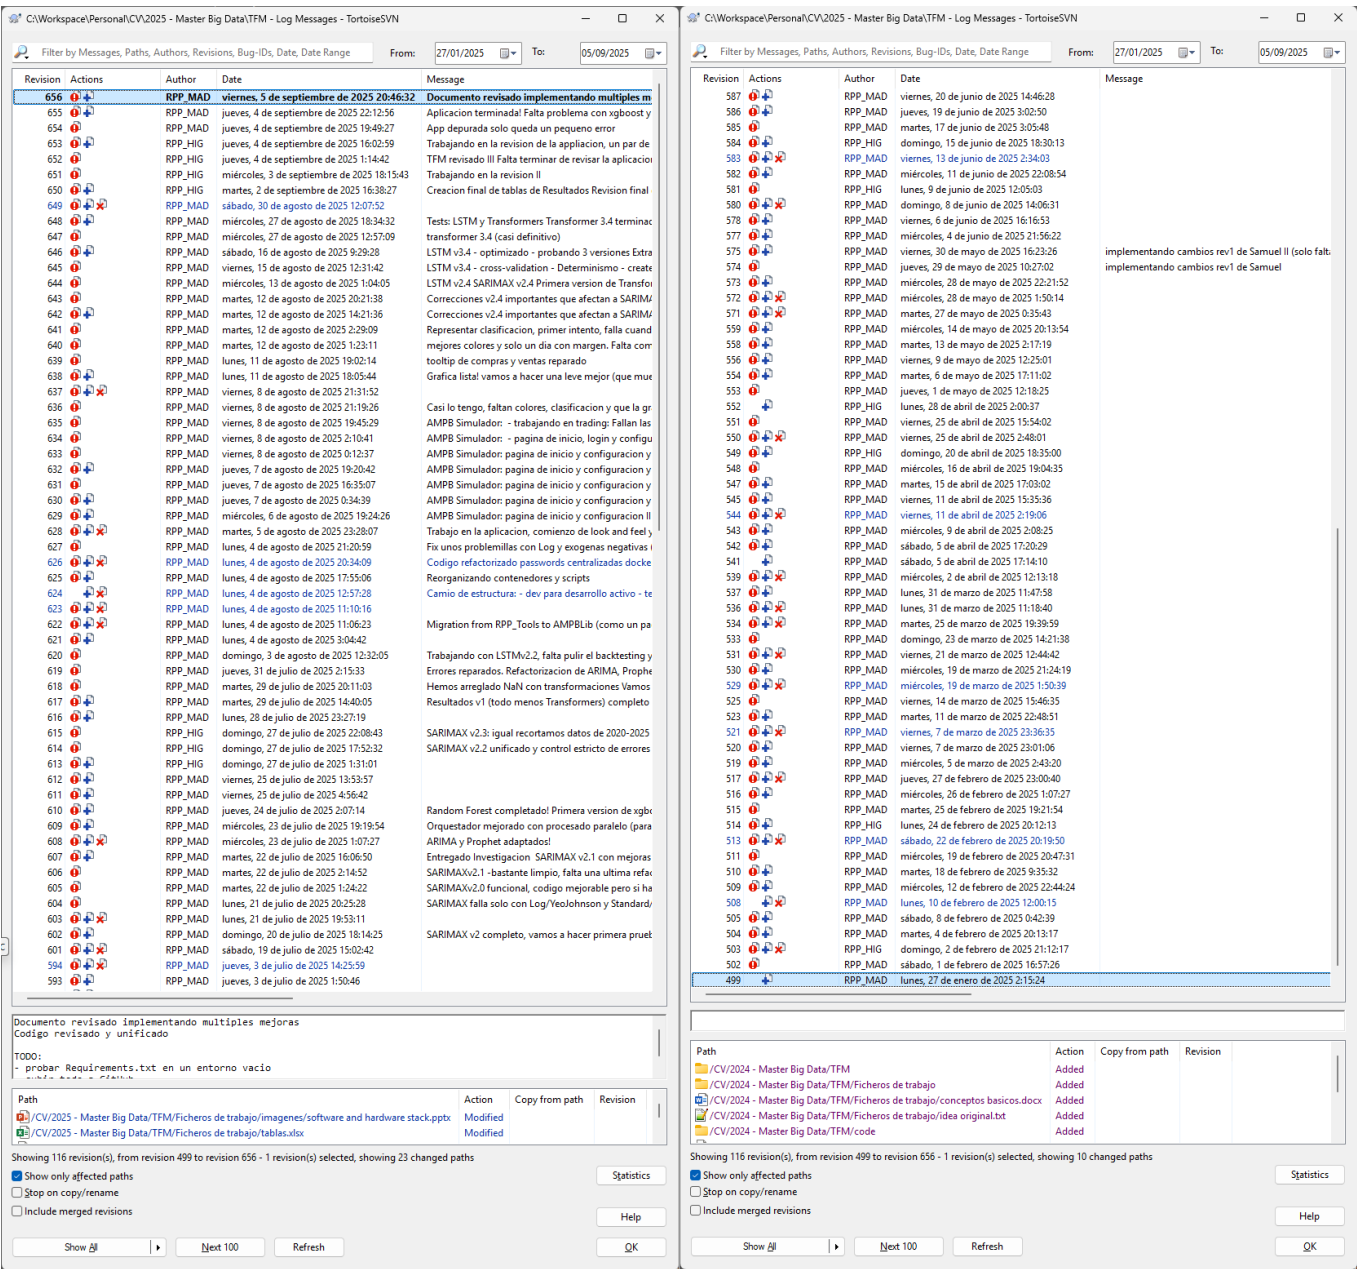 C:\Workspace\Personal\CV\2025 - Master Big Data\TFM - Log Messages - TortoiseSVN
Filter by Messages, Paths, Authors, Revisions, Bug-IDs, Date, Date Range From: 27/01/2025 To: 05/09/2025
Revision Actions Author Date Message
656 RPP_MAD viernes, 5 de septiembre de 2025 20:46:32 Documento revisado implementando multiples m
655 RPP_MAD jueves, 4 de septiembre de 2025 22:12:56 Aplicacion terminada! Falta problema con xgboost y
654 RPP_MAD jueves, 4 de septiembre de 2025 19:49:27 App depurada solo queda un pequeno error
653 RPP_HIG jueves, 4 de septiembre de 2025 16:02:59 Trabajando en la revision de la appliacion, un par de
652 RPP_HIG jueves, 4 de septiembre de 2025 1:14:42 TFM revisado III Falta terminar de revisar la aplicacior
651 RPP_HIG miércoles, 3 de septiembre de 2025 18:15:43 Trabajando en la revision II
650 RPP_HIG martes, 2 de septiembre de 2025 16:38:27 Creacion final de tablas de Resultados Revision final
649 RPP_MAD sábado, 30 de agosto de 2025 12:07:52
648 RPP_MAD miércoles, 27 de agosto de 2025 18:34:32 Tests: LSTM y Transformers Transformer 3.4 terminac
647 RPP_MAD miércoles, 27 de agosto de 2025 12:57:09 transformer 3.4 (casi definitivo)
646 RPP_MAD sábado, 16 de agosto de 2025 9:29:28 LSTM v3.4 - optimizado - probando 3 versiones Extra
645 RPP_MAD viernes, 15 de agosto de 2025 12:31:42 LSTM v3.4 - cross-validation - Determinismo - create
644 RPP_MAD miércoles, 13 de agosto de 2025 1:04:05 LSTM v2.4 SARIMAX v2.4 Primera version de Transfor
643 RPP_MAD martes, 12 de agosto de 2025 20:21:38 Correcciones v2.4 importantes que afectan a SARIMA
642 RPP_MAD martes, 12 de agosto de 2025 14:21:36 Correcciones v2.4 importantes que afectan a SARIMA
641 RPP_MAD martes, 12 de agosto de 2025 2:29:09 Representar clasificacion, primer intento, falla cuand
640 RPP_MAD martes, 12 de agosto de 2025 1:23:11 mejores colores y solo un dia con margen. Falta com
639 RPP_MAD lunes, 11 de agosto de 2025 19:02:14 tooltip de compras y ventas reparado
638 RPP_MAD lunes, 11 de agosto de 2025 18:05:44 Grafica lista! vamos a hacer una leve mejor (que mue
637 RPP_MAD viernes, 8 de agosto de 2025 21:31:52
636 RPP_MAD viernes, 8 de agosto de 2025 21:19:26 Casi lo tengo, faltan colores, clasificacion y que la gr
635 RPP_MAD viernes, 8 de agosto de 2025 19:45:29 AMPB Simulador: - trabajando en trading: Fallan las
634 RPP_MAD viernes, 8 de agosto de 2025 2:10:41 AMPB Simulador: - pagina de inicio, login y configu
633 RPP_MAD viernes, 8 de agosto de 2025 0:12:37 AMPB Simulador: pagina de inicio y configuracion y
632 RPP_MAD jueves, 7 de agosto de 2025 19:20:42 AMPB Simulador: pagina de inicio y configuracion y
631 RPP_MAD jueves, 7 de agosto de 2025 16:35:07 AMPB Simulador: pagina de inicio y configuracion y
630 RPP_MAD jueves, 7 de agosto de 2025 0:34:39 AMPB Simulador: pagina de inicio y configuracion y
629 RPP_MAD miércoles, 6 de agosto de 2025 19:24:26 AMPB Simulador: pagina de inicio y configuracion II
628 RPP_MAD martes, 5 de agosto de 2025 23:28:07 Trabajo en la aplicacion, comienzo de look and feel y
627 RPP_MAD lunes, 4 de agosto de 2025 21:20:59 Fix unos problemillas con Log y exogenas negativas (
626 RPP_MAD lunes, 4 de agosto de 2025 20:34:09 Codigo refactorizado passwords centralizadas docke
625 RPP_MAD lunes, 4 de agosto de 2025 17:55:06 Reorganizando contenedores y scripts
624 RPP_MAD lunes, 4 de agosto de 2025 12:57:28 Camio de estructura: - dev para desarrollo activo - te
623 RPP_MAD lunes, 4 de agosto de 2025 11:10:16
622 RPP_MAD lunes, 4 de agosto de 2025 11:06:23 Migration from RPP_Tools to AMPBLib (como un pa
621 RPP_MAD lunes, 4 de agosto de 2025 3:04:42
620 RPP_MAD domingo, 3 de agosto de 2025 12:32:05 Trabajando con LSTMv2.2, falta pulir el backtesting y
619 RPP_MAD jueves, 31 de julio de 2025 2:15:33 Errores reparados. Refactorizacion de ARIMA, Prophe
618 RPP_MAD martes, 29 de julio de 2025 20:11:03 Hemos arreglado NaN con transformaciones Vamos
617 RPP_MAD martes, 29 de julio de 2025 14:40:05 Resultados v1 (todo menos Transformers) completo
616 RPP_MAD lunes, 28 de julio de 2025 23:27:19
615 RPP_HIG domingo, 27 de julio de 2025 22:08:43 SARIMAX v2.3: igual recortamos datos de 2020-2025
614 RPP_HIG domingo, 27 de julio de 2025 17:52:32 SARIMAX v2.2 unificado y control estricto de errores
613 RPP_HIG domingo, 27 de julio de 2025 1:31:01
612 RPP_MAD viernes, 25 de julio de 2025 13:53:57
611 RPP_MAD viernes, 25 de julio de 2025 4:56:42
610 RPP_MAD jueves, 24 de julio de 2025 2:07:14 Random Forest completado! Primera version de xgbc
609 RPP_MAD miércoles, 23 de julio de 2025 19:19:54 Orquestador mejorado con procesado paralelo (para
608 RPP_MAD miércoles, 23 de julio de 2025 1:07:27 ARIMA y Prophet adaptados!
607 RPP_MAD martes, 22 de julio de 2025 16:06:50 Entregado Investigacion SARIMAX v2.1 con mejoras
606 RPP_MAD martes, 22 de julio de 2025 2:14:52 SARIMAXv2.1 -bastante limpio, falta una ultima refac
605 RPP_MAD martes, 22 de julio de 2025 1:24:22 SARIMAXv2.0 funcional, codigo mejorable pero si ha
604 RPP_MAD lunes, 21 de julio de 2025 20:25:28 SARIMAX falla solo con Log/YeoJohnson y Standard/
603 RPP_MAD lunes, 21 de julio de 2025 19:53:11
602 RPP_MAD domingo, 20 de julio de 2025 18:14:25 SARIMAX v2 completo, vamos a hacer primera prueb
601 RPP_MAD sábado, 19 de julio de 2025 15:02:42
594 RPP_MAD jueves, 3 de julio de 2025 14:25:59
593 RPP_MAD jueves, 3 de julio de 2025 1:50:46
Documento revisado implementando multiples mejoras
Codigo revisado y unificado
TODO:
- probar Requirements.txt en un entorno vacio
Path Action Copy from path Revision
/CV/2025 - Master Big Data/TFM/Ficheros de trabajo/imagenes/software and hardware stack.pptx Modified
/CV/2025 - Master Big Data/TFM/Ficheros de trabajo/tablas.xlsx Modified
Showing 116 revision(s), from revision 499 to revision 656 - 1 revision(s) selected, showing 23 changed paths
Show only affected paths Statistics
Stop on copy/rename
Include merged revisions Help
Show All Next 100 Refresh OK
C:\Workspace\Personal\CV\2025 - Master Big Data\TFM - Log Messages - TortoiseSVN
Filter by Messages, Paths, Authors, Revisions, Bug-IDs, Date, Date Range From: 27/01/2025 To: 05/09/2025
Revision Actions Author Date Message
587 RPP_MAD viernes, 20 de junio de 2025 14:46:28
586 RPP_MAD jueves, 19 de junio de 2025 3:02:50
585 RPP_MAD martes, 17 de junio de 2025 3:05:48
584 RPP_HIG domingo, 15 de junio de 2025 18:30:13
583 RPP_MAD viernes, 13 de junio de 2025 2:34:03
582 RPP_MAD miércoles, 11 de junio de 2025 22:08:54
581 RPP_HIG lunes, 9 de junio de 2025 12:05:03
580 RPP_MAD domingo, 8 de junio de 2025 14:06:31
578 RPP_MAD viernes, 6 de junio de 2025 16:16:53
577 RPP_MAD miércoles, 4 de junio de 2025 21:56:22
575 RPP_MAD viernes, 30 de mayo de 2025 16:23:26 implementando cambios rev1 de Samuel II (solo falt
574 RPP_MAD jueves, 29 de mayo de 2025 10:27:02 implementando cambios rev1 de Samuel
573 RPP_MAD miércoles, 28 de mayo de 2025 22:21:52
572 RPP_MAD miércoles, 28 de mayo de 2025 1:50:14
571 RPP_MAD martes, 27 de mayo de 2025 0:35:43
559 RPP_MAD miércoles, 14 de mayo de 2025 20:13:54
558 RPP_MAD martes, 13 de mayo de 2025 2:17:19
556 RPP_MAD viernes, 9 de mayo de 2025 12:25:01
554 RPP_MAD martes, 6 de mayo de 2025 17:11:02
553 RPP_MAD jueves, 1 de mayo de 2025 12:18:25
552 RPP_HIG lunes, 28 de abril de 2025 2:00:37
551 RPP_MAD viernes, 25 de abril de 2025 15:54:02
550 RPP_MAD viernes, 25 de abril de 2025 2:48:01
549 RPP_HIG domingo, 20 de abril de 2025 18:35:00
548 RPP_MAD miércoles, 16 de abril de 2025 19:04:35
547 RPP_MAD martes, 15 de abril de 2025 17:03:02
545 RPP_MAD viernes, 11 de abril de 2025 15:35:36
544 RPP_MAD viernes, 11 de abril de 2025 2:19:06
543 RPP_MAD miércoles, 9 de abril de 2025 2:08:25
542 RPP_MAD sábado, 5 de abril de 2025 17:20:29
541 RPP_MAD sábado, 5 de abril de 2025 17:14:10
539 RPP_MAD miércoles, 2 de abril de 2025 12:13:18
537 RPP_MAD lunes, 31 de marzo de 2025 11:47:58
536 RPP_MAD lunes, 31 de marzo de 2025 11:18:40
534 RPP_MAD martes, 25 de marzo de 2025 19:39:59
533 RPP_MAD domingo, 23 de marzo de 2025 14:21:38
531 RPP_MAD viernes, 21 de marzo de 2025 12:44:42
530 RPP_MAD miércoles, 19 de marzo de 2025 21:24:19
529 RPP_MAD miércoles, 19 de marzo de 2025 1:50:39
525 RPP_MAD viernes, 14 de marzo de 2025 15:46:35
523 RPP_MAD martes, 11 de marzo de 2025 22:48:51
521 RPP_MAD viernes, 7 de marzo de 2025 23:36:35
520 RPP_MAD viernes, 7 de marzo de 2025 23:01:06
519 RPP_MAD miércoles, 5 de marzo de 2025 2:43:20
517 RPP_MAD jueves, 27 de febrero de 2025 23:00:40
516 RPP_MAD miércoles, 26 de febrero de 2025 1:07:27
515 RPP_MAD martes, 25 de febrero de 2025 19:21:54
514 RPP_HIG lunes, 24 de febrero de 2025 20:12:13
513 RPP_MAD sábado, 22 de febrero de 2025 20:19:50
511 RPP_MAD miércoles, 19 de febrero de 2025 20:47:31
510 RPP_MAD martes, 18 de febrero de 2025 9:35:32
509 RPP_MAD miércoles, 12 de febrero de 2025 22:44:24
508 RPP_MAD lunes, 10 de febrero de 2025 12:00:15
505 RPP_MAD sábado, 8 de febrero de 2025 0:42:39
504 RPP_MAD martes, 4 de febrero de 2025 20:13:17
503 RPP_HIG domingo, 2 de febrero de 2025 21:12:17
502 RPP_MAD sábado, 1 de febrero de 2025 16:57:26
499 RPP_MAD lunes, 27 de enero de 2025 2:15:24
Path Action Copy from path Revision
/CV/2024 - Master Big Data/TFM Added
/CV/2024 - Master Big Data/TFM/Ficheros de trabajo Added
/CV/2024 - Master Big Data/TFM/Ficheros de trabajo/conceptos basicos.docx Added
/CV/2024 - Master Big Data/TFM/Ficheros de trabajo/idea original.txt Added
/CV/2024 - Master Big Data/TFM/code Added
Showing 116 revision(s), from revision 499 to revision 656 - 1 revision(s) selected, showing 10 changed paths
Show only affected paths Statistics
Stop on copy/rename
Include merged revisions Help
Show All Next 100 Refresh OK